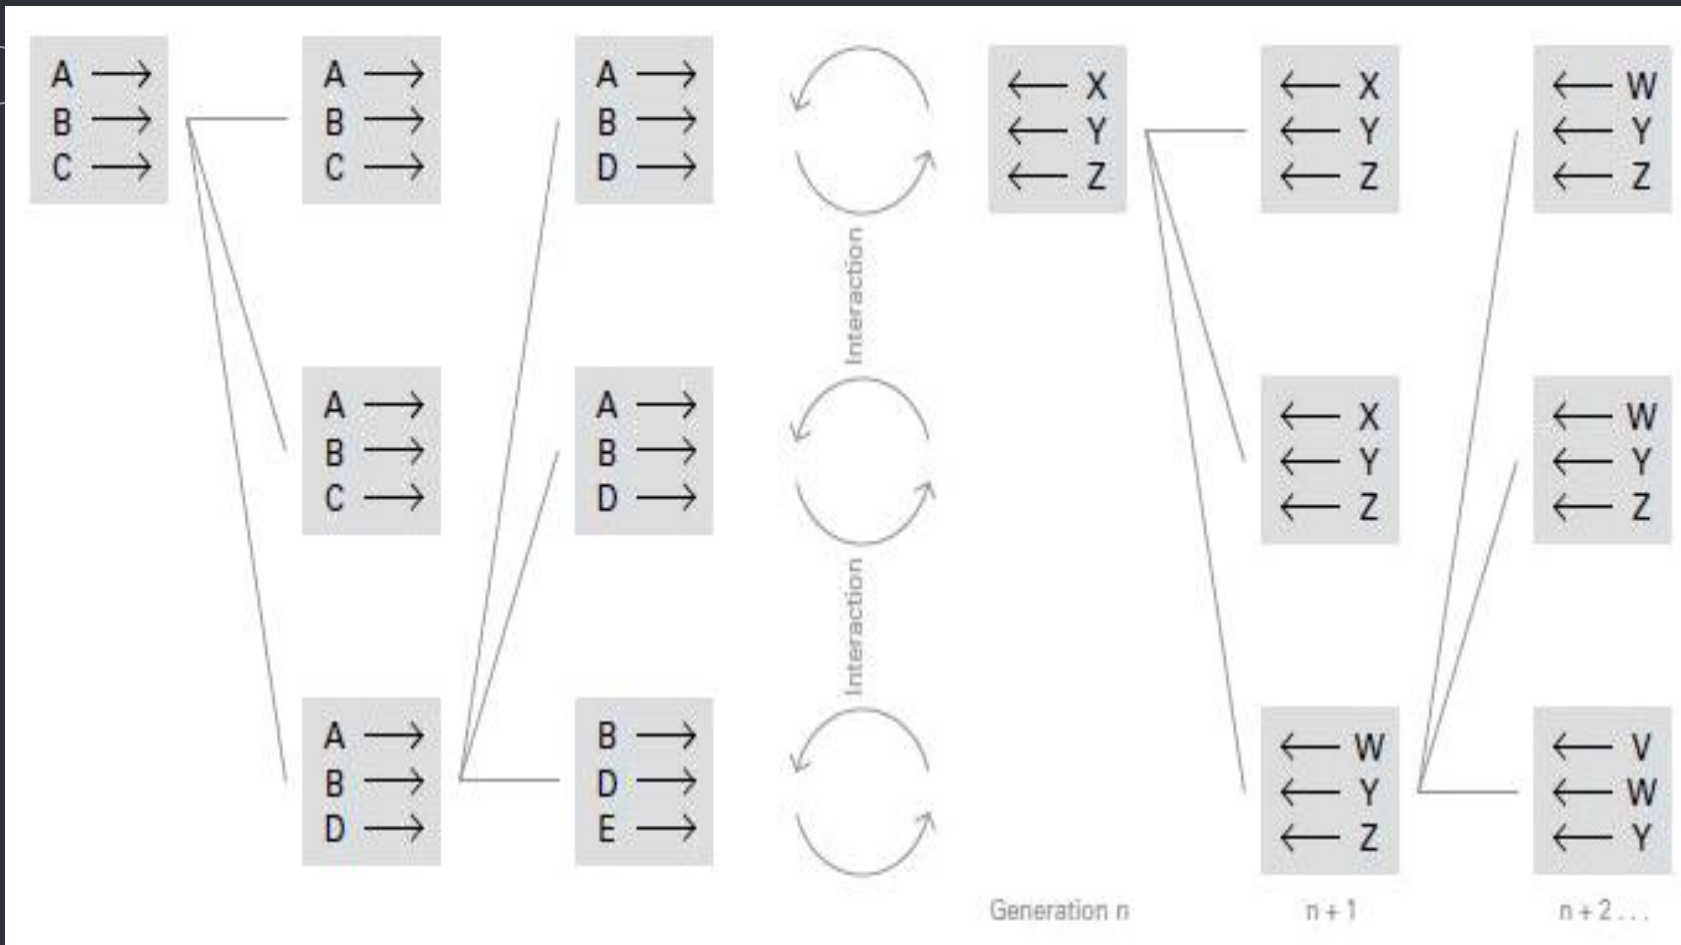 A →
B →
C →
A →
B →
C →
A →
B →
D →
A →
B →
C →
A →
B →
D →
A →
B →
D →
B →
D →
E →
Interaction
Interaction
← X
← Y
← Z
← X
← Y
← Z
← W
← Y
← Z
← X
← Y
← Z
← W
← Y
← Z
← W
← Y
← Z
← V
← W
← Y
Generation n
n + 1
n + 2 . . .